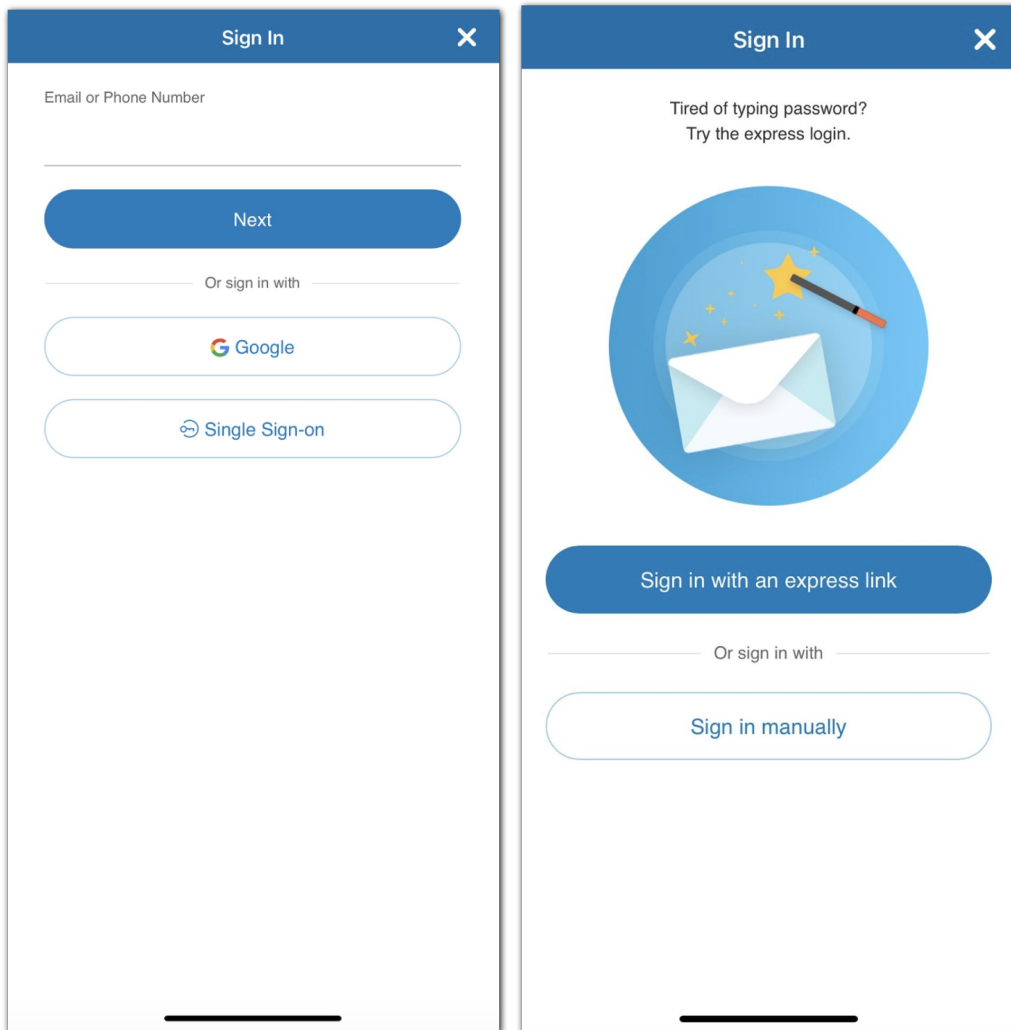 Sign In
Email or Phone Number
Next
Or sign in with
Google
Single Sign-on
Sign In
Tired of typing password?
Try the express login.
Sign in with an express link
Or sign in with
Sign in manually